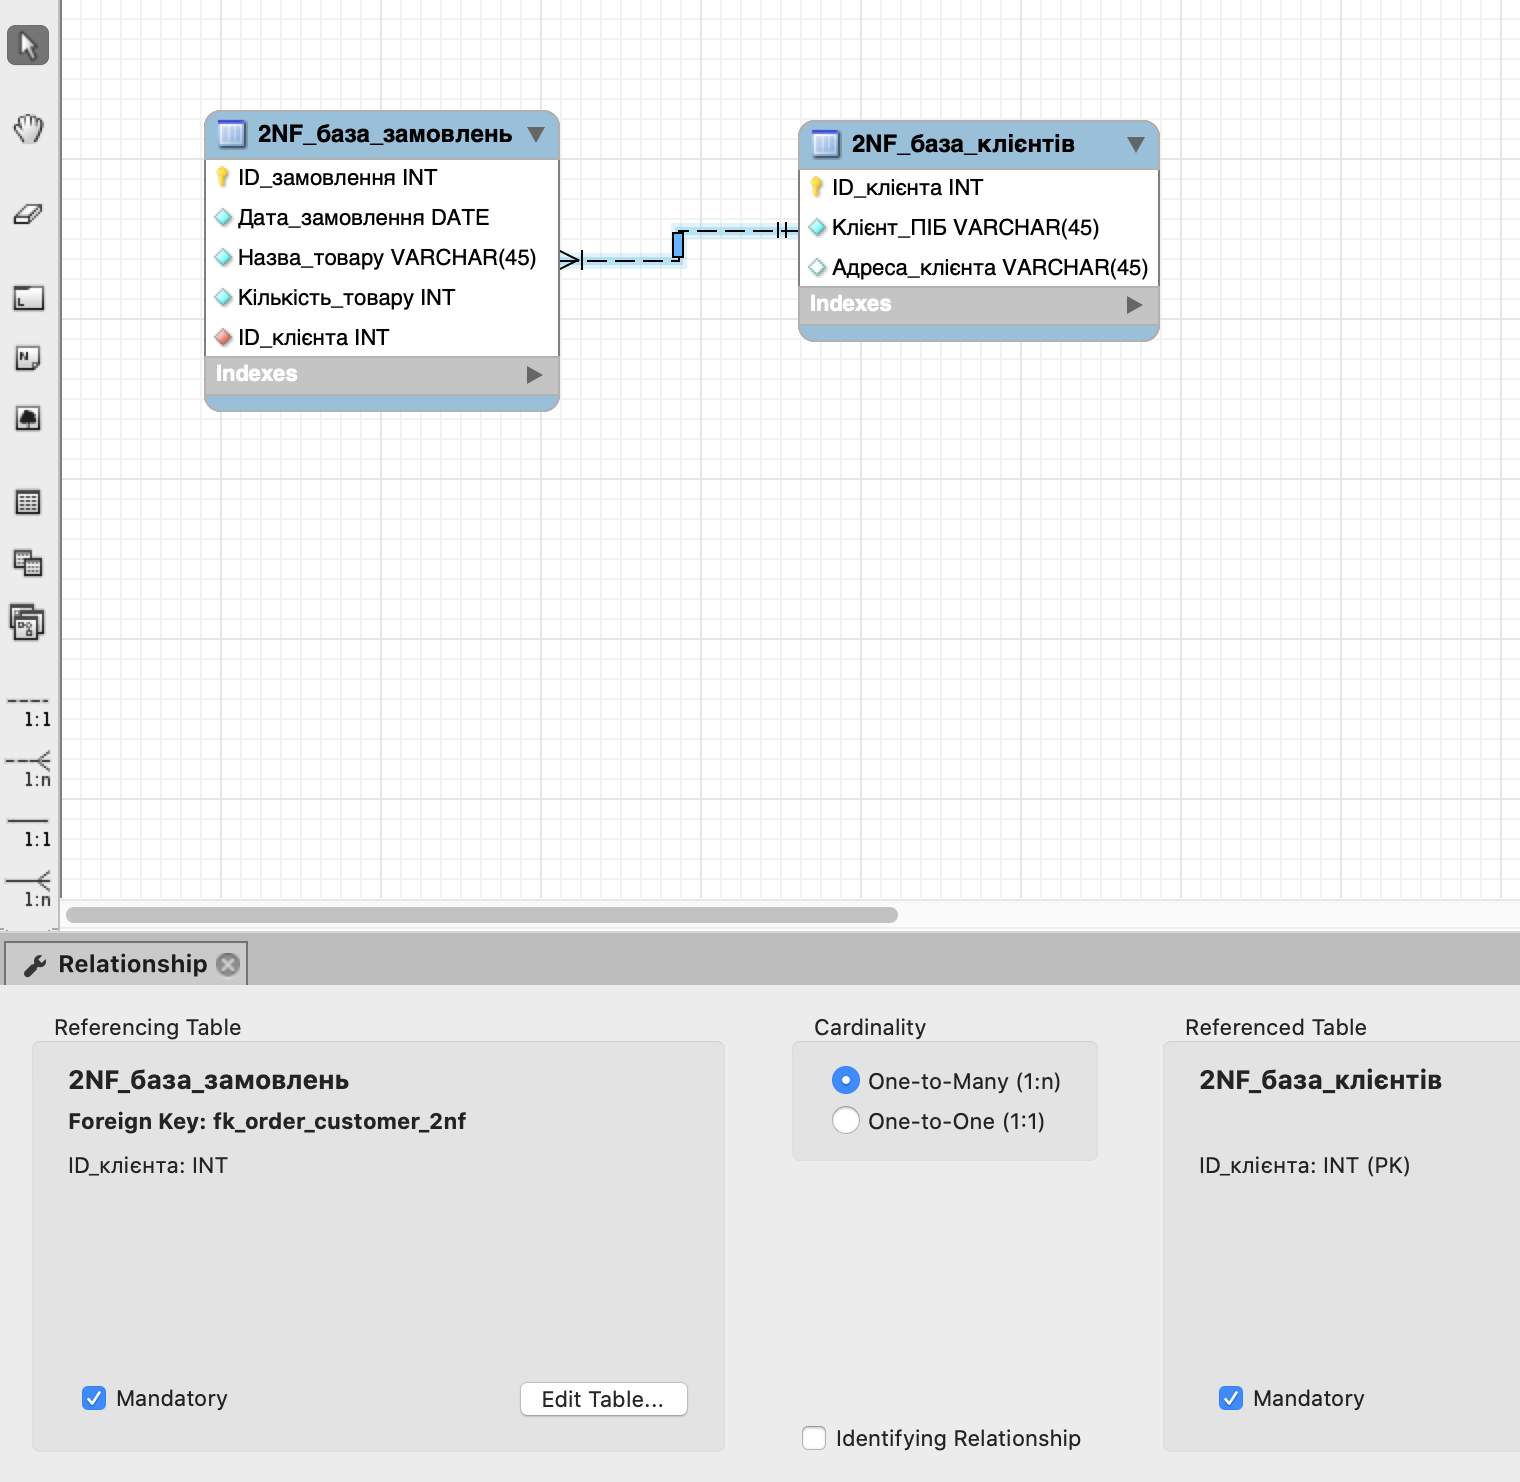 2NF_база_замовлень
ID_замовлення INT
Дата_замовлення DATE
Назва_товару VARCHAR(45)
Кількість_товару INT
ID_клієнта INT
Indexes
2NF_база_клієнтів
ID_клієнта INT
Клієнт_ПІБ VARCHAR(45)
Адреса_клієнта VARCHAR(45)
Indexes
L
N
1:1
1:n
1:1
1:n
Relationship
Referencing Table
2NF_база_замовлень
Foreign Key: fk_order_customer_2nf
ID_клієнта: INT
Mandatory
Edit Table...
Cardinality
One-to-Many (1:n)
One-to-One (1:1)
Identifying Relationship
Referenced Table
2NF_база_клієнтів
ID_клієнта: INT (PK)
Mandatory